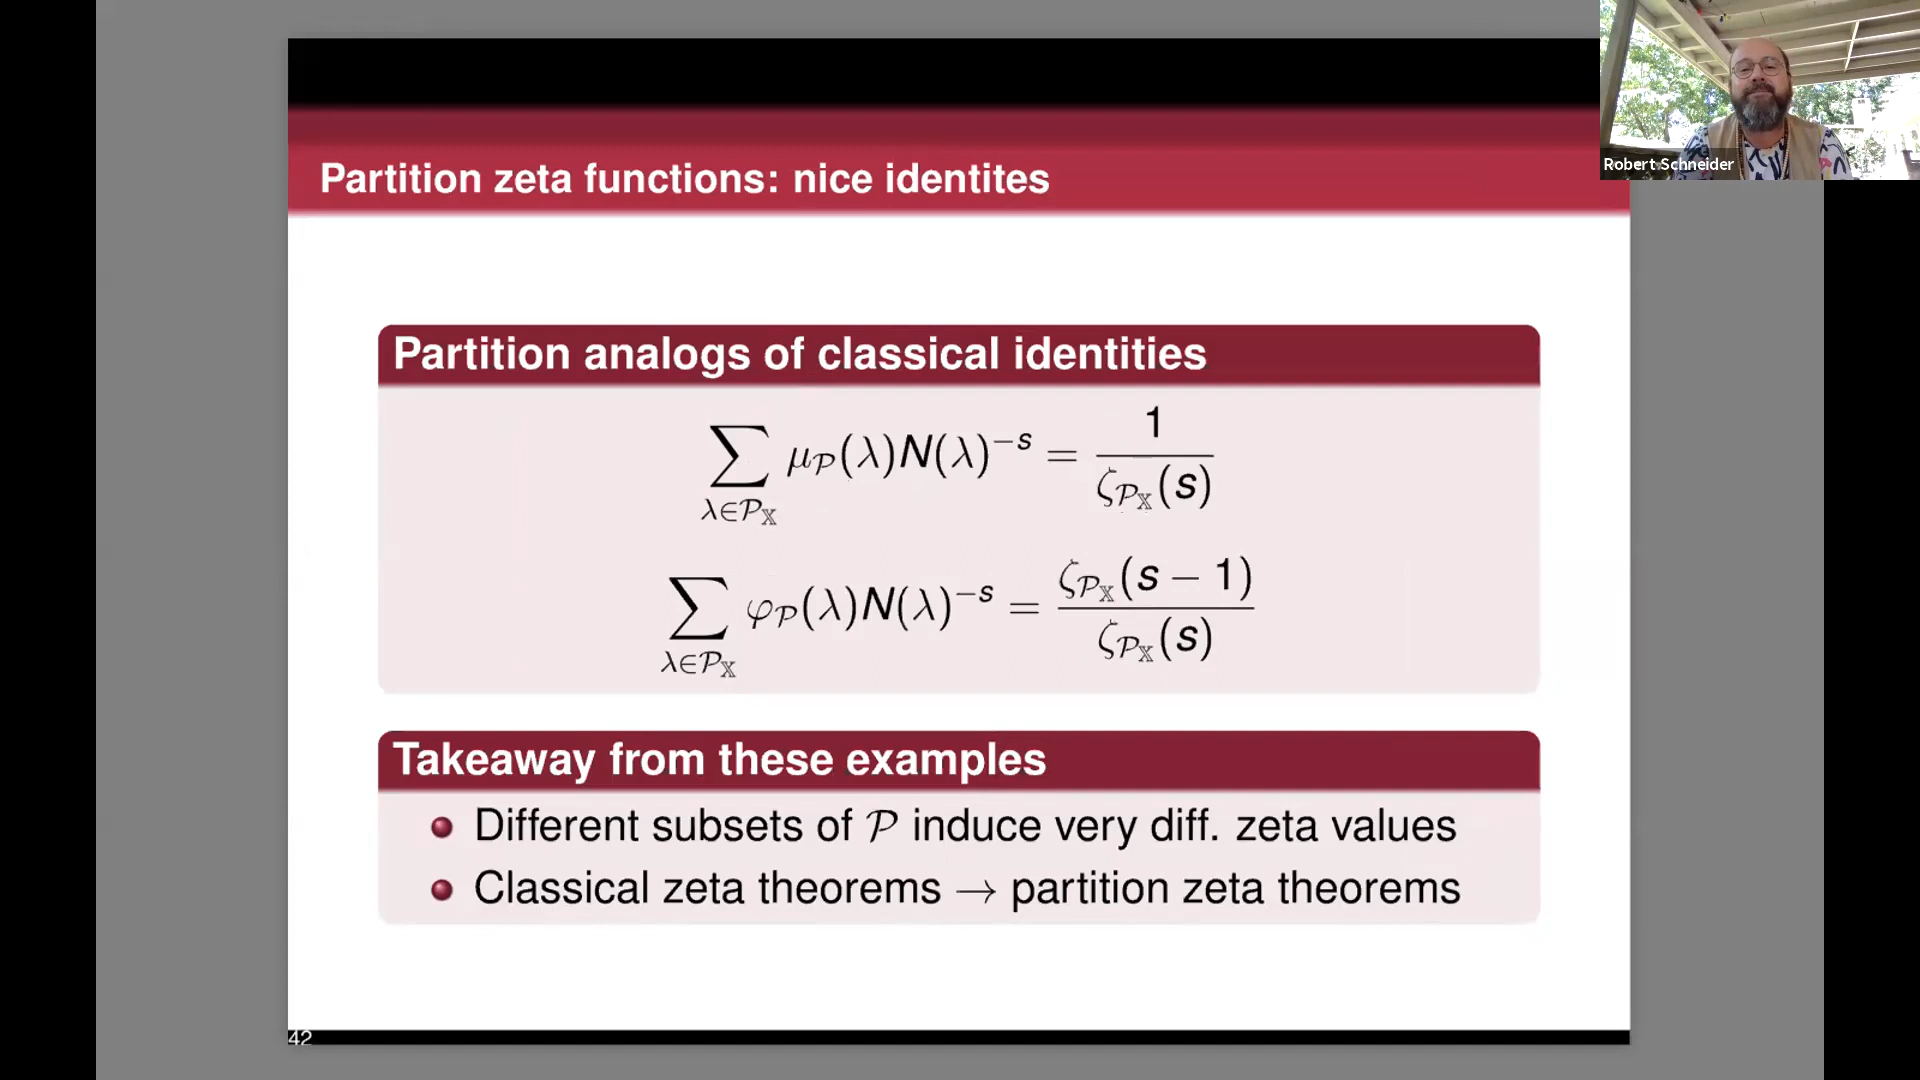 Robert Schneider
Partition zeta functions: nice identites
Partition analogs of classical identities
∑_{λ∈𝒫_𝕏} μ_𝒫(λ)N(λ)^{−s} = 1 / ζ_{𝒫_𝕏}(s)
∑_{λ∈𝒫_𝕏} φ_𝒫(λ)N(λ)^{−s} = ζ_{𝒫_𝕏}(s − 1) / ζ_{𝒫_𝕏}(s)
Takeaway from these examples
Different subsets of 𝒫 induce very diff. zeta values
Classical zeta theorems → partition zeta theorems
42